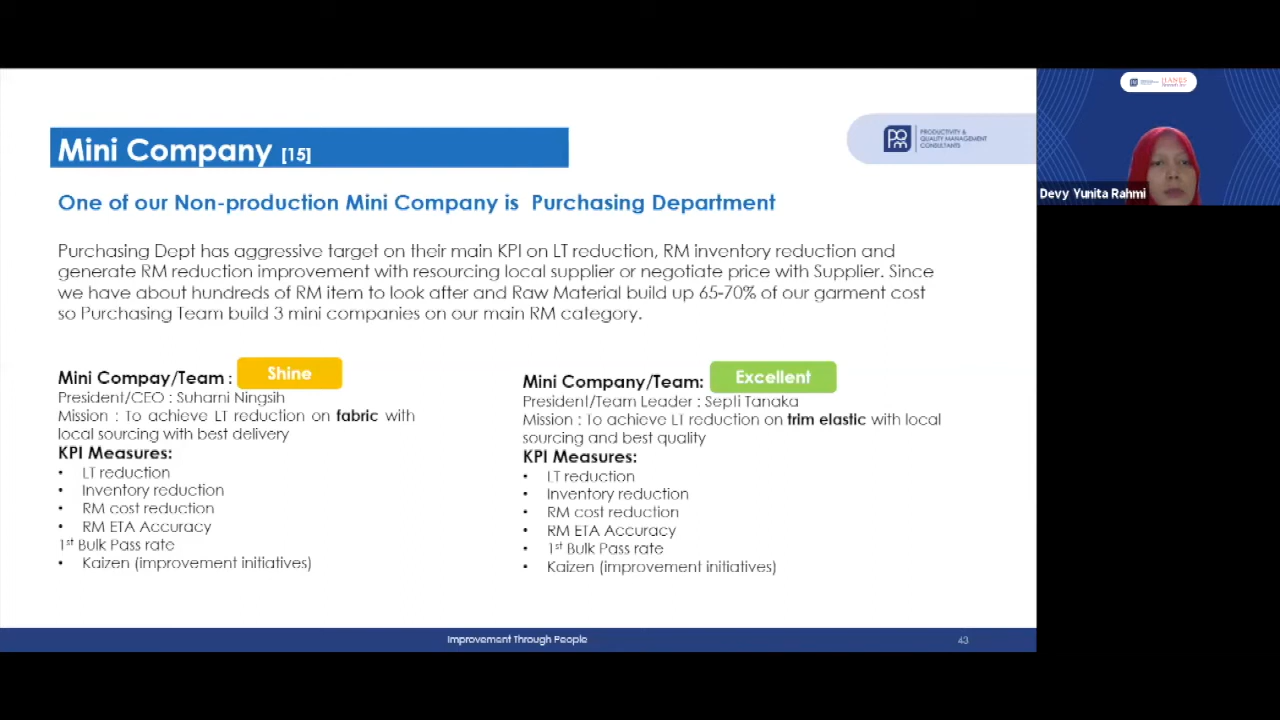 Mini Company [15]
PRODUCTIVITY &
QUALITY MANAGEMENT
CONSULTANTS
pqm
Devy Yunita Rahmi
One of our Non-production Mini Company is Purchasing Department
Purchasing Dept has aggressive target on their main KPI on LT reduction, RM inventory reduction and
generate RM reduction improvement with resourcing local supplier or negotiate price with Supplier. Since
we have about hundreds of RM item to look after and Raw Material build up 65-70% of our garment cost
so Purchasing Team build 3 mini companies on our main RM category.
Mini Compay/Team : Shine
President/CEO : Suharni Ningsih
Mission : To achieve LT reduction on fabric with
local sourcing with best delivery
KPI Measures:
• LT reduction
• Inventory reduction
• RM cost reduction
• RM ETA Accuracy
1st Bulk Pass rate
• Kaizen (improvement initiatives)
Mini Company/Team: Excellent
President/Team Leader : Septi Tanaka
Mission : To achieve LT reduction on trim elastic with local
sourcing and best quality
KPI Measures:
• LT reduction
• Inventory reduction
• RM cost reduction
• RM ETA Accuracy
• 1st Bulk Pass rate
• Kaizen (improvement initiatives)
Improvement Through People
43